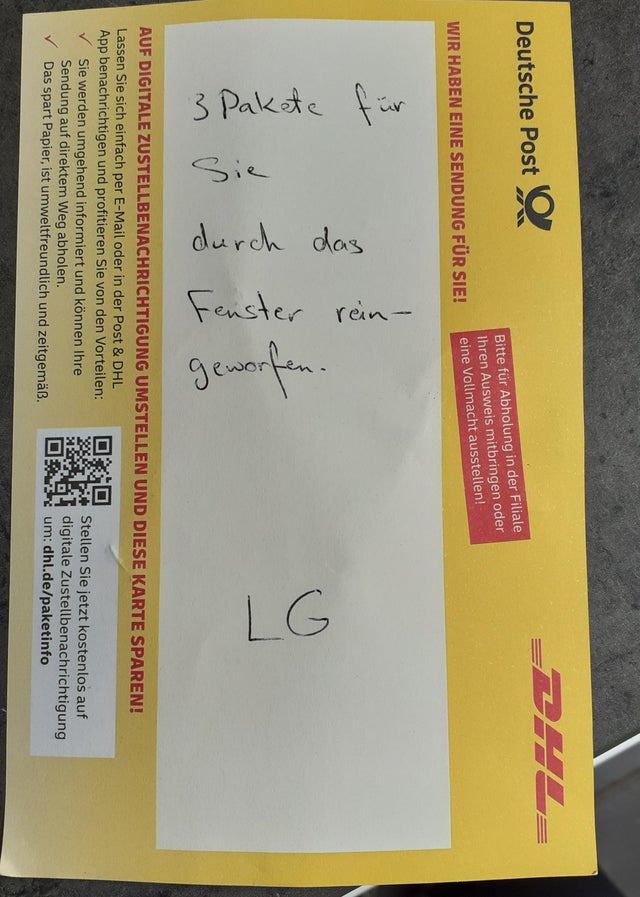 Deutsche Post
DHL
WIR HABEN EINE SENDUNG FÜR SIE!
Bitte für Abholung in der Filiale
Ihren Ausweis mitbringen oder
eine Vollmacht ausstellen!
3 Pakete für
Sie
durch das
Fenster rein-
geworfen.
LG
AUF DIGITALE ZUSTELLBENACHRICHTIGUNG UMSTELLEN UND DIESE KARTE SPAREN!
Lassen Sie sich einfach per E-Mail oder in der Post & DHL
App benachrichtigen und profitieren Sie von den Vorteilen:
✓ Sie werden umgehend informiert und können Ihre
Sendung auf direktem Weg abholen.
✓ Das spart Papier, ist umweltfreundlich und zeitgemäß.
Stellen Sie jetzt kostenlos auf
digitale Zustellbenachrichtigung
um: dhl.de/paketinfo